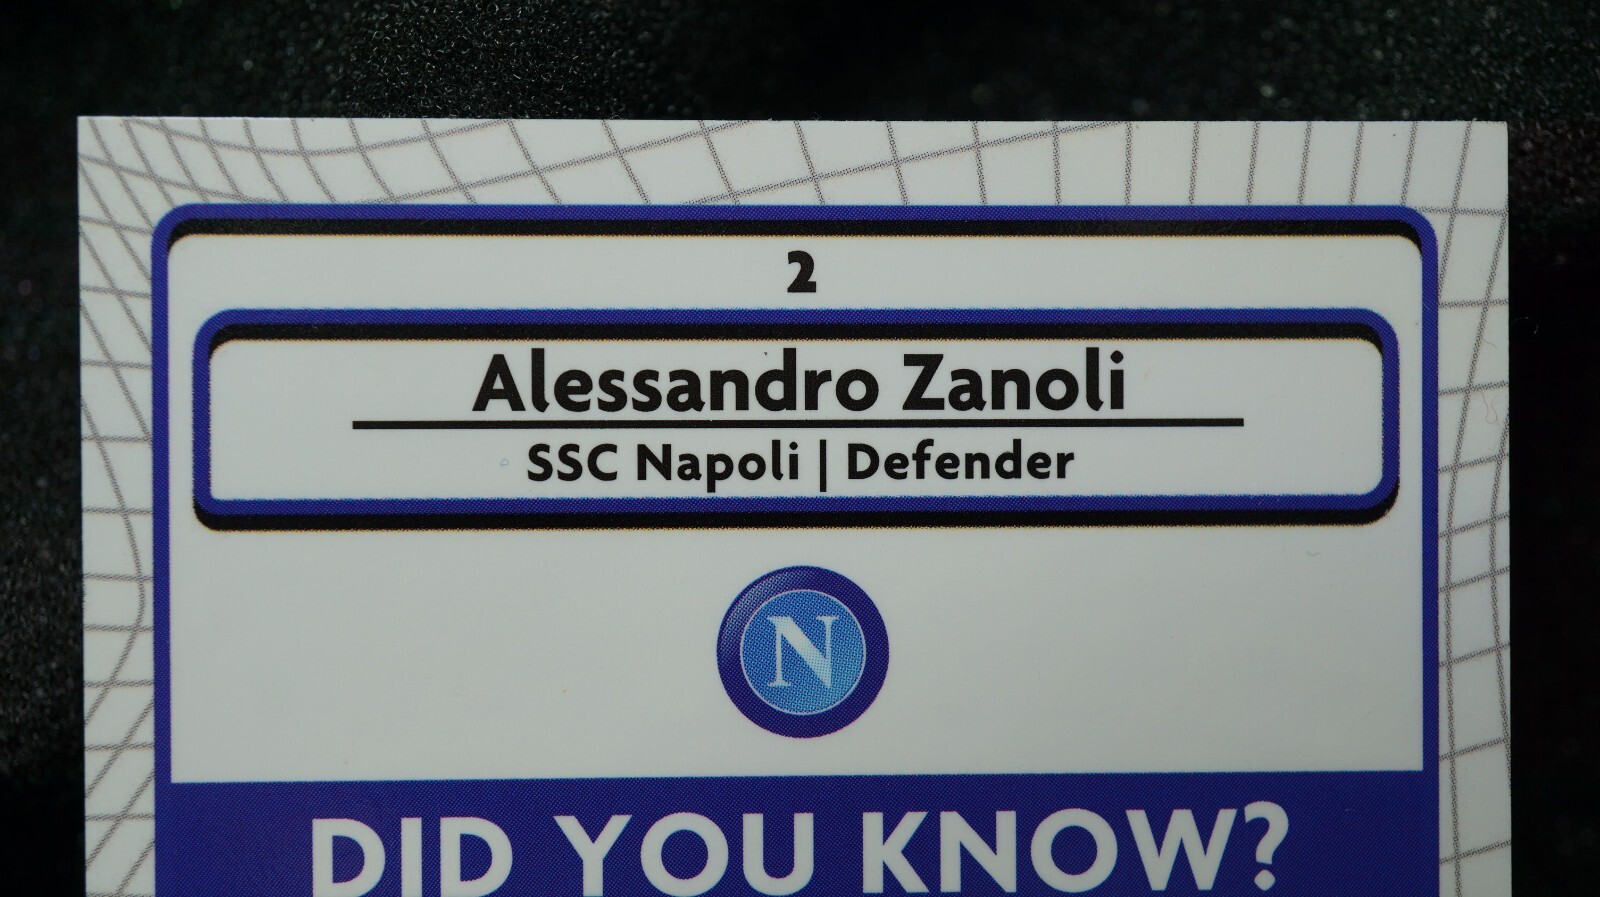 2
Alessandro Zanoli
SSC Napoli | Defender
N
DID YOU KNOW?